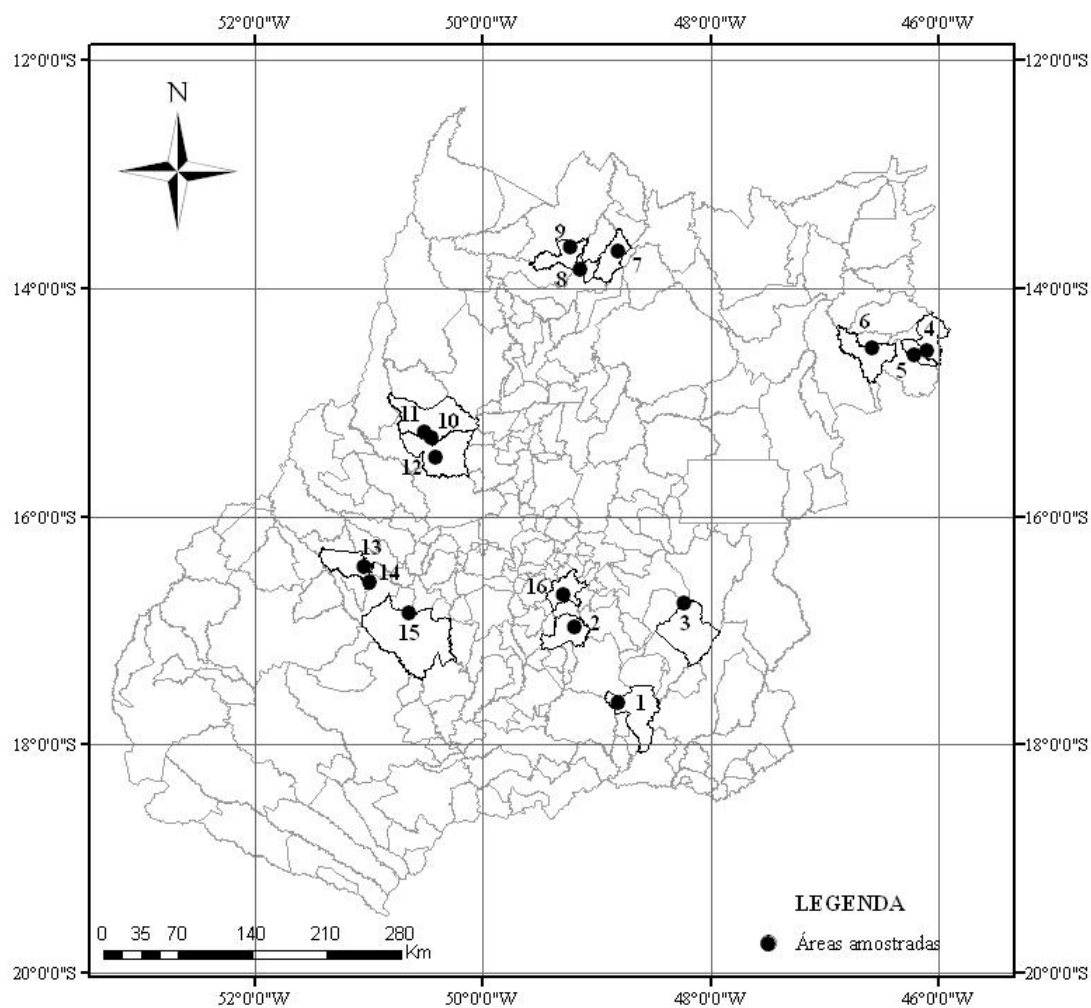 52°0'0"W 50°0'0"W 48°0'0"W 46°0'0"W
12°0'0"S 12°0'0"S
N
9
7
8
14°0'0"S 14°0'0"S
6 4
5
11 10
12
16°0'0"S 16°0'0"S
13
14
16
2 3
15
1
18°0'0"S 18°0'0"S
LEGENDA
0 35 70 140 210 280
Km
Áreas amostradas
20°0'0"S 20°0'0"S
52°0'0"W 50°0'0"W 48°0'0"W 46°0'0"W